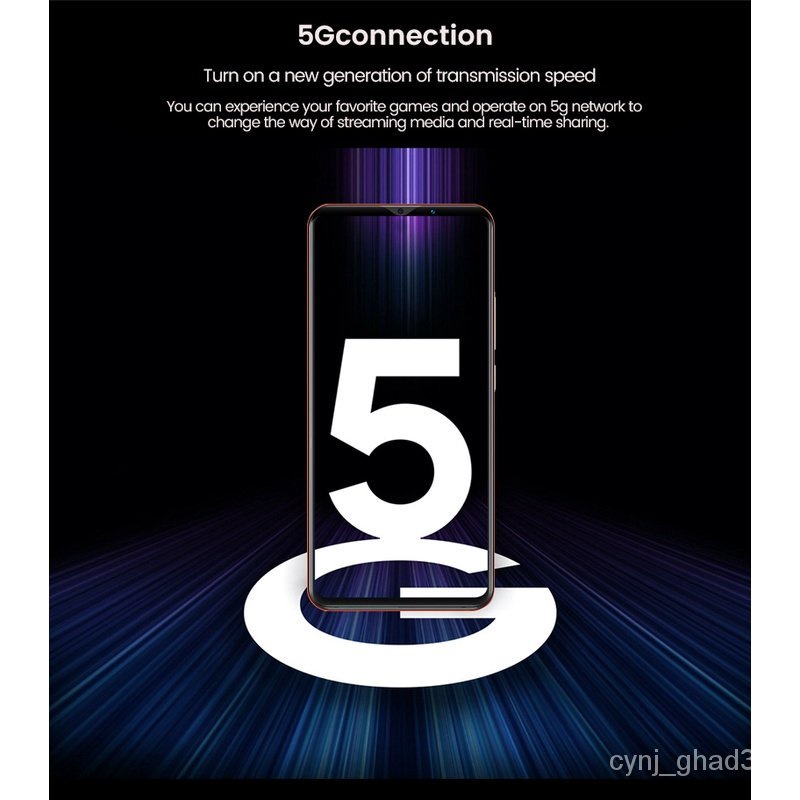 5Gconnection
Turn on a new generation of transmission speed
You can experience your favorite games and operate on 5g network to
change the way of streaming media and real-time sharing.
5
G
cynj_ghad3